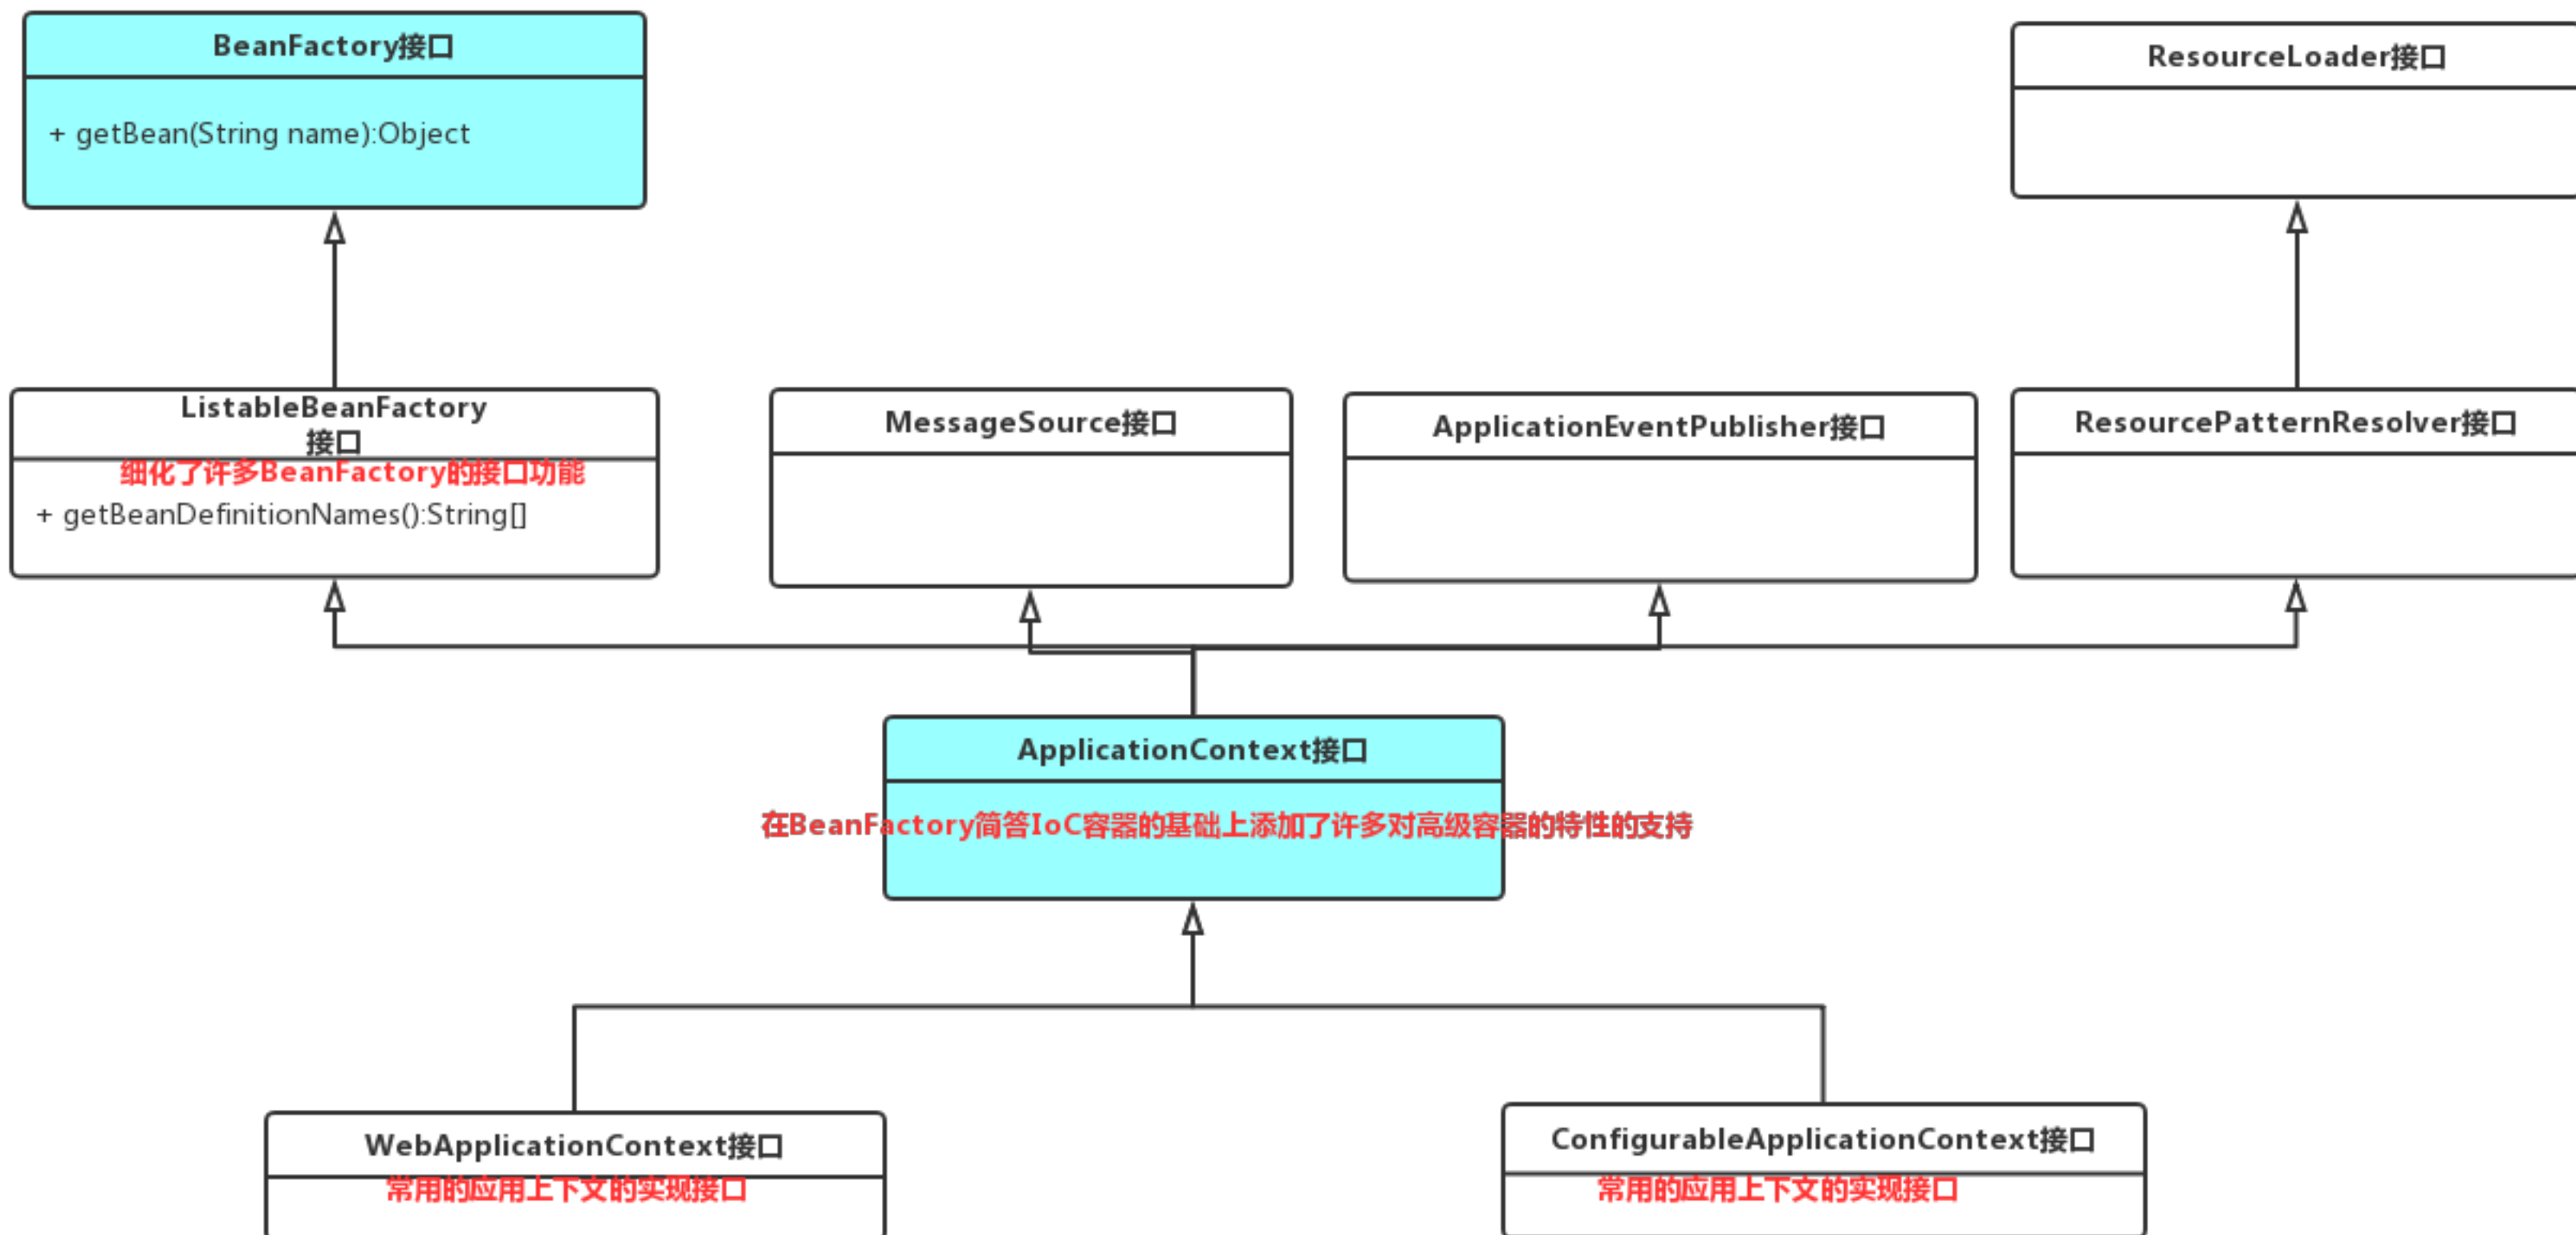 BeanFactory接口
+ getBean(String name):Object
ResourceLoader接口
ListableBeanFactory
接口
细化了许多BeanFactory的接口功能
+ getBeanDefinitionNames():String[]
MessageSource接口
ApplicationEventPublisher接口
ResourcePatternResolver接口
ApplicationContext接口
在BeanFactory简答IoC容器的基础上添加了许多对高级容器的特性的支持
WebApplicationContext接口
常用的应用上下文的实现接口
ConfigurableApplicationContext接口
常用的应用上下文的实现接口